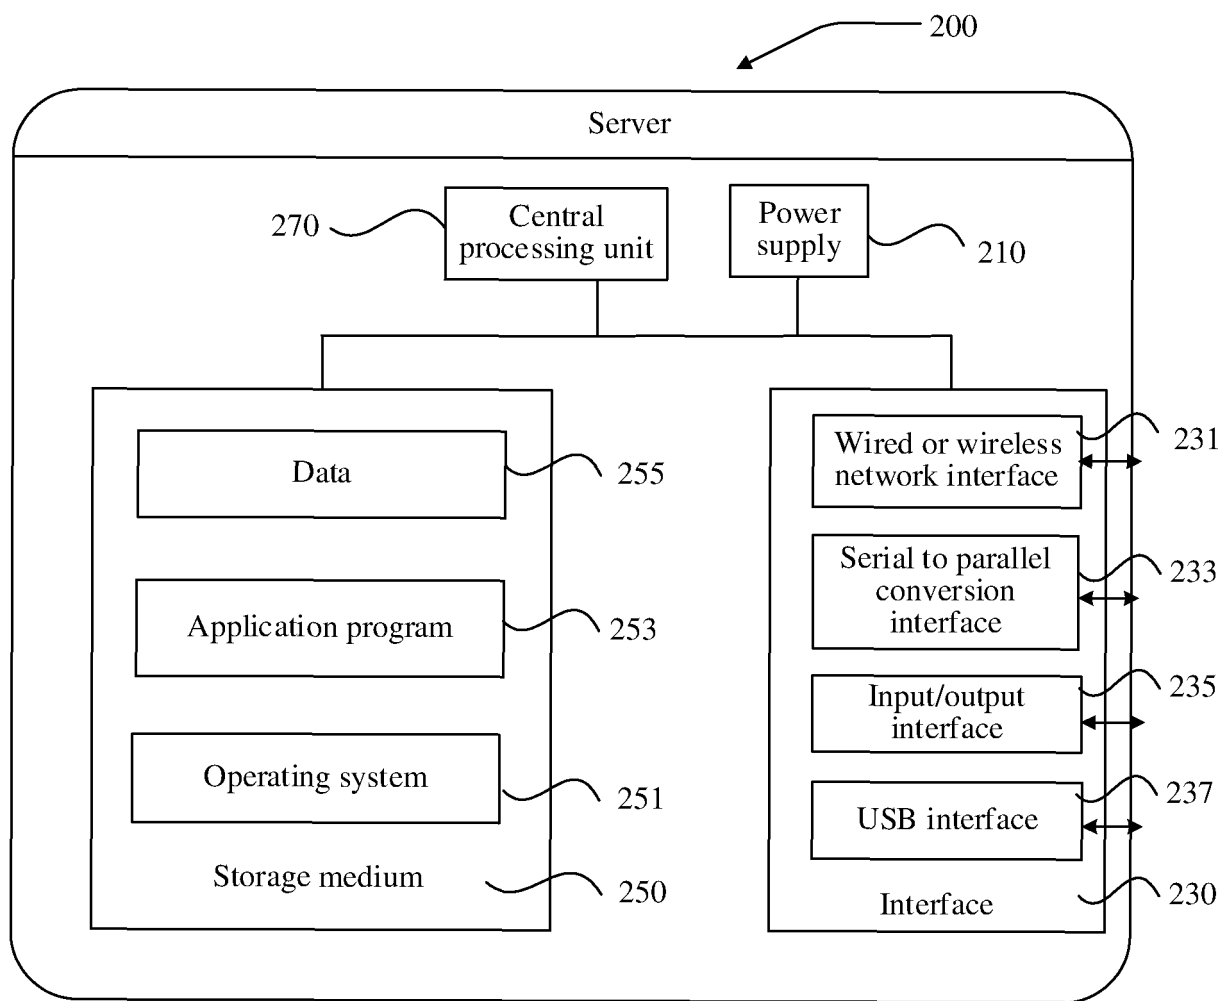 200
Server
270
Central
processing unit
Power
supply
210
Data
255
Application program
253
Operating system
251
Storage medium
250
Wired or wireless
network interface
231
Serial to parallel
conversion
interface
233
Input/output
interface
235
USB interface
237
Interface
230